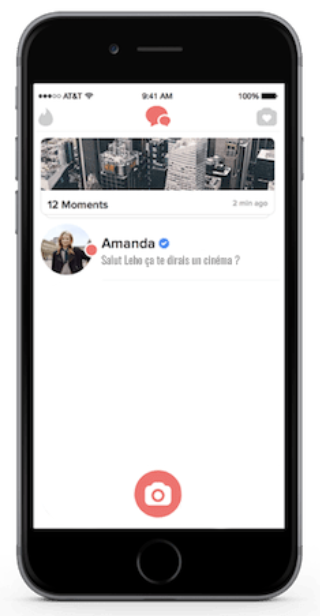 AT&T 9:41 AM 100%
12 Moments 2 min ago
Amanda
Salut Lebo ça te dirais un cinéma ?